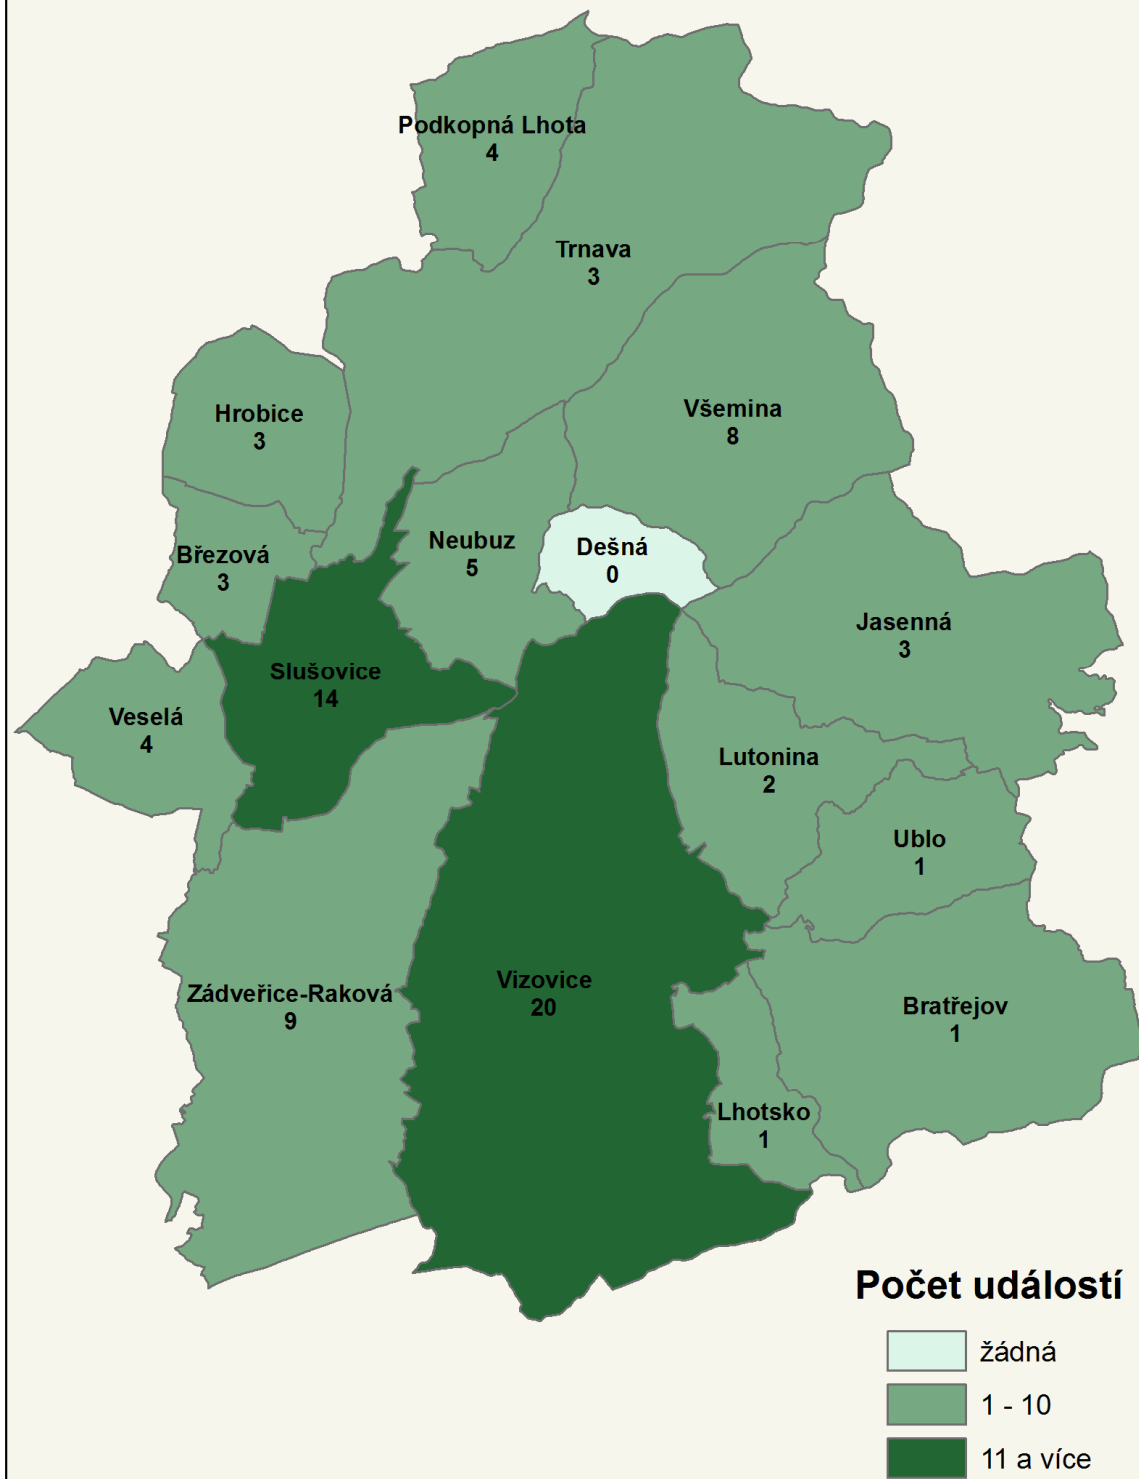 Podkopná Lhota
4
Trnava
3
Hrobice
3
Všemina
8
Březová
3
Neubuz
5
Dešná
0
Jasenná
3
Slušovice
14
Veselá
4
Lutonina
2
Ublo
1
Zádveřice-Raková
9
Vizovice
20
Bratřejov
1
Lhotsko
1
Počet událostí
žádná
1 - 10
11 a více